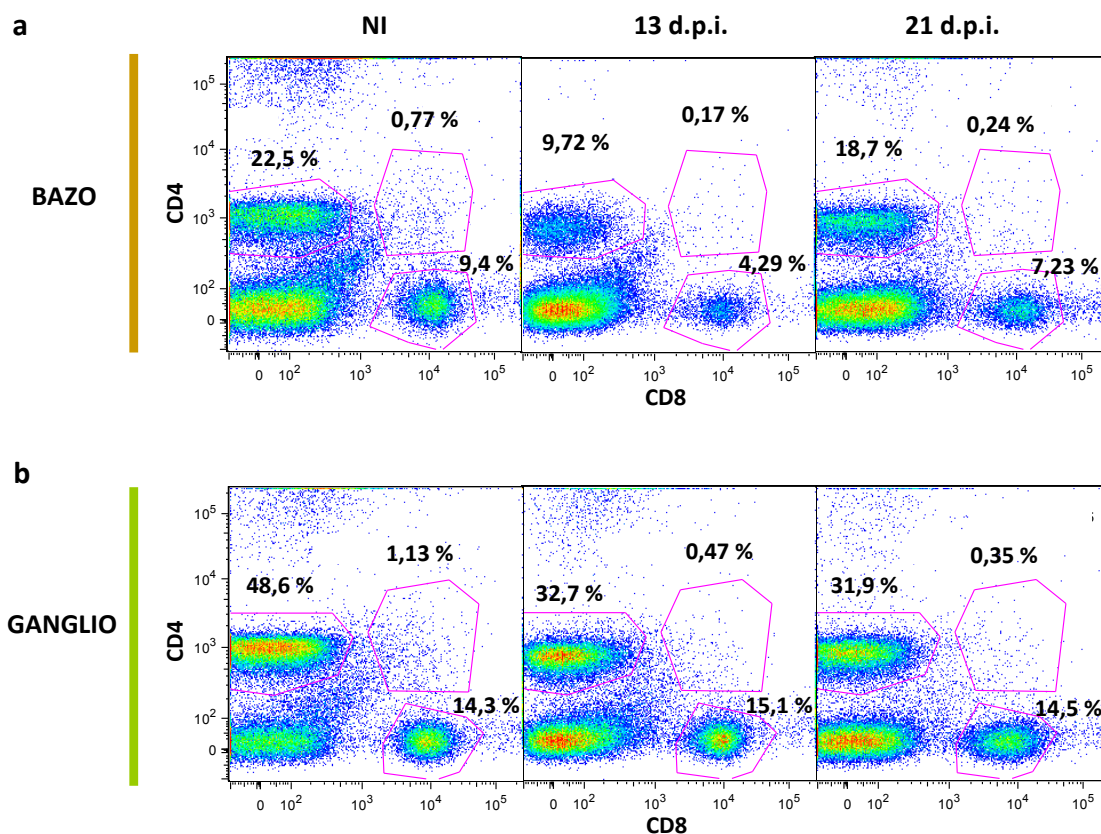 a
NI 13 d.p.i. 21 d.p.i.
BAZO
CD4
10⁵
10⁴
10³
10²
0
22,5 %
0,77 %
9,4 %
9,72 %
0,17 %
4,29 %
18,7 %
0,24 %
7,23 %
0 10² 10³ 10⁴ 10⁵ 0 10² 10³ 10⁴ 10⁵ 0 10² 10³ 10⁴ 10⁵
CD8
b
GANGLIO
CD4
10⁵
10⁴
10³
10²
0
48,6 %
1,13 %
14,3 %
32,7 %
0,47 %
15,1 %
31,9 %
0,35 %
14,5 %
0 10² 10³ 10⁴ 10⁵ 0 10² 10³ 10⁴ 10⁵ 0 10² 10³ 10⁴ 10⁵
CD8